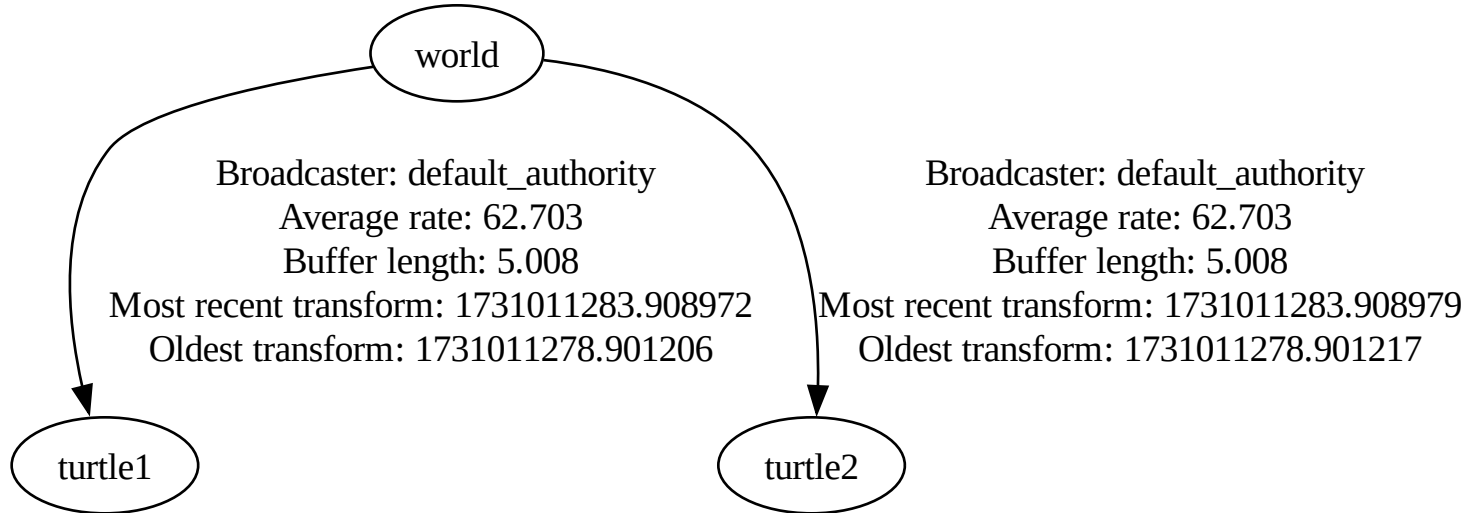 world
Broadcaster: default_authority
Average rate: 62.703
Buffer length: 5.008
Most recent transform: 1731011283.908972
Oldest transform: 1731011278.901206
Broadcaster: default_authority
Average rate: 62.703
Buffer length: 5.008
Most recent transform: 1731011283.908979
Oldest transform: 1731011278.901217
turtle1
turtle2